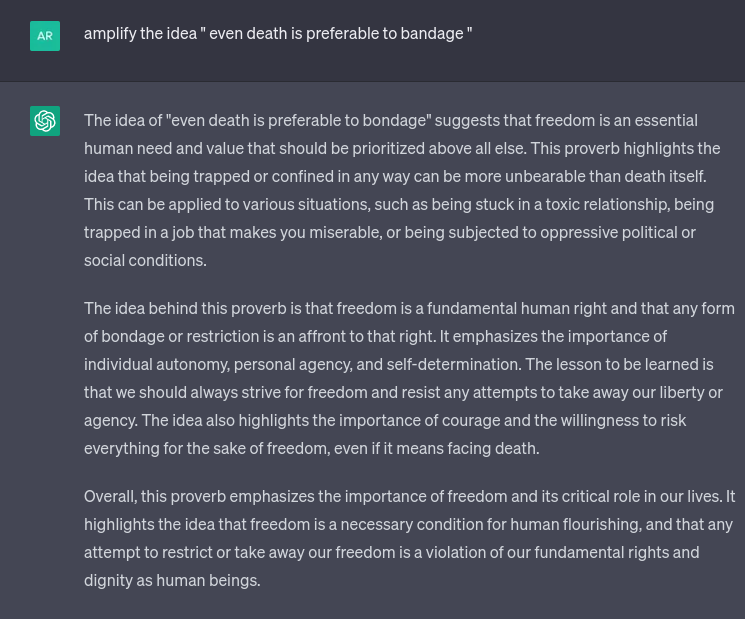 AR
amplify the idea " even death is preferable to bandage "
The idea of "even death is preferable to bondage" suggests that freedom is an essential
human need and value that should be prioritized above all else. This proverb highlights the
idea that being trapped or confined in any way can be more unbearable than death itself.
This can be applied to various situations, such as being stuck in a toxic relationship, being
trapped in a job that makes you miserable, or being subjected to oppressive political or
social conditions.
The idea behind this proverb is that freedom is a fundamental human right and that any form
of bondage or restriction is an affront to that right. It emphasizes the importance of
individual autonomy, personal agency, and self-determination. The lesson to be learned is
that we should always strive for freedom and resist any attempts to take away our liberty or
agency. The idea also highlights the importance of courage and the willingness to risk
everything for the sake of freedom, even if it means facing death.
Overall, this proverb emphasizes the importance of freedom and its critical role in our lives. It
highlights the idea that freedom is a necessary condition for human flourishing, and that any
attempt to restrict or take away our freedom is a violation of our fundamental rights and
dignity as human beings.